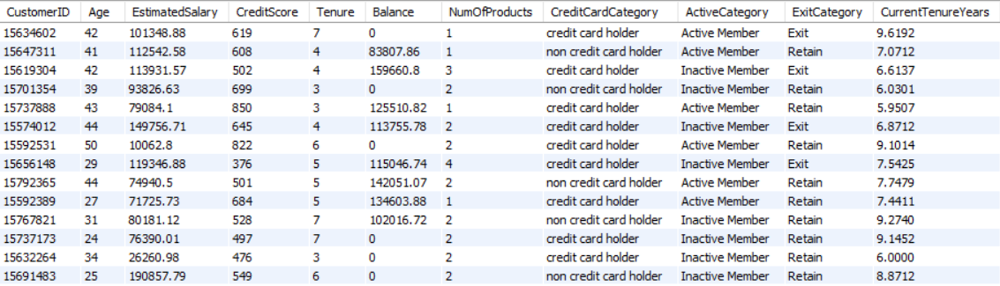 CustomerID Age EstimatedSalary CreditScore Tenure Balance NumOfProducts CreditCardCategory ActiveCategory ExitCategory CurrentTenureYears
15634602 42 101348.88 619 7 0 1 credit card holder Active Member Exit 9.6192
15647311 41 112542.58 608 4 83807.86 1 non credit card holder Active Member Retain 7.0712
15619304 42 113931.57 502 4 159660.8 3 credit card holder Inactive Member Exit 6.6137
15701354 39 93826.63 699 3 0 2 non credit card holder Inactive Member Retain 6.0301
15737888 43 79084.1 850 3 125510.82 1 credit card holder Active Member Retain 5.9507
15574012 44 149756.71 645 4 113755.78 2 credit card holder Inactive Member Exit 6.8712
15592531 50 10062.8 822 6 0 2 credit card holder Active Member Retain 9.1014
15656148 29 119346.88 376 5 115046.74 4 credit card holder Inactive Member Exit 7.5425
15792365 44 74940.5 501 5 142051.07 2 non credit card holder Active Member Retain 7.7479
15592389 27 71725.73 684 5 134603.88 1 credit card holder Active Member Retain 7.4411
15767821 31 80181.12 528 7 102016.72 2 non credit card holder Inactive Member Retain 9.2740
15737173 24 76390.01 497 7 0 2 credit card holder Inactive Member Retain 9.1452
15632264 34 26260.98 476 3 0 2 credit card holder Inactive Member Retain 6.0000
15691483 25 190857.79 549 6 0 2 non credit card holder Inactive Member Retain 8.8712